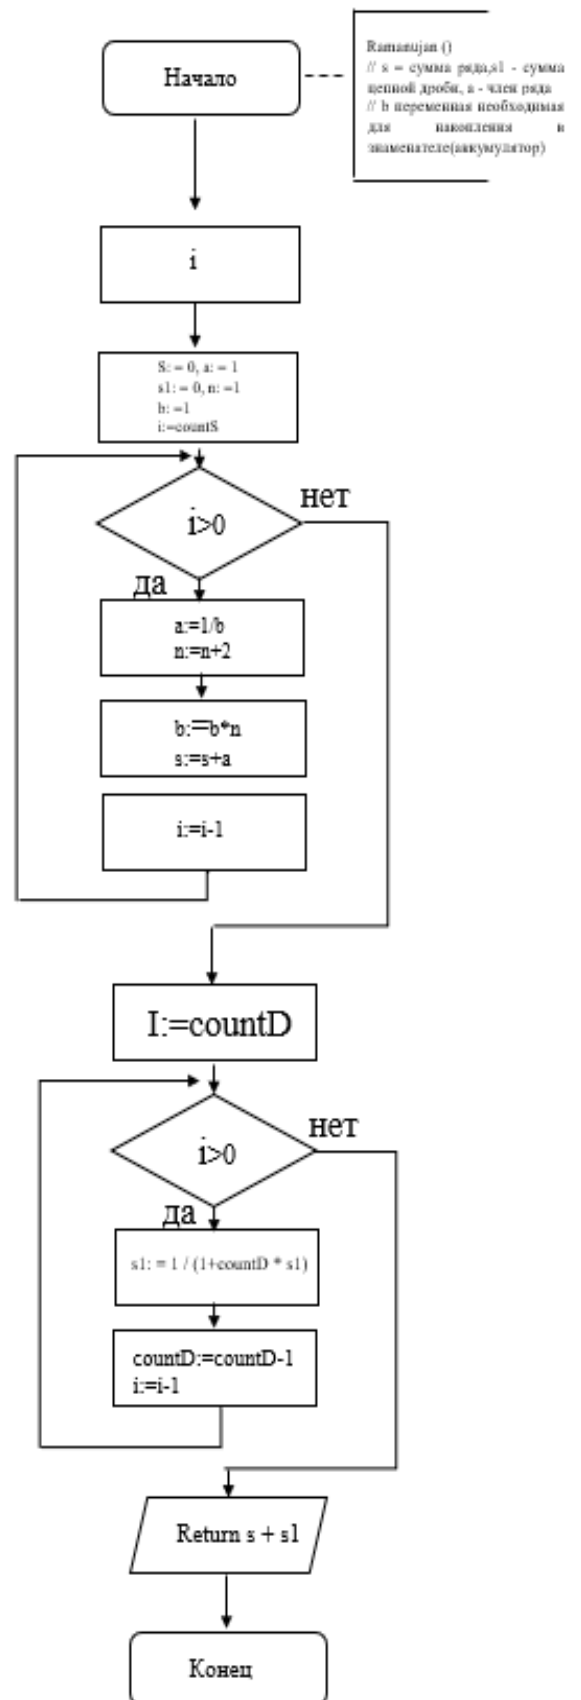 Начало
Ramanujan ()
// s = сумма ряда,s1 - сумма
цепной дроби, a - член ряда
// b переменная необходимая
для накопления в
знаменателе(аккумулятор)
i
S: = 0, a: = 1
s1: = 0, n: =1
b: =1
i:=countS
i>0
нет
да
a:=1/b
n:=n+2
b:=b*n
s:=s+a
i:=i-1
I:=countD
i>0
нет
да
s1: = 1 / (1+countD * s1)
countD:=countD-1
i:=i-1
Return s + s1
Конец